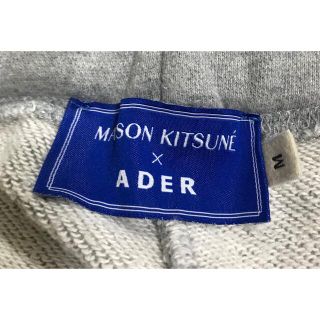 MAISON KITSUNÉ
×
ADER
M